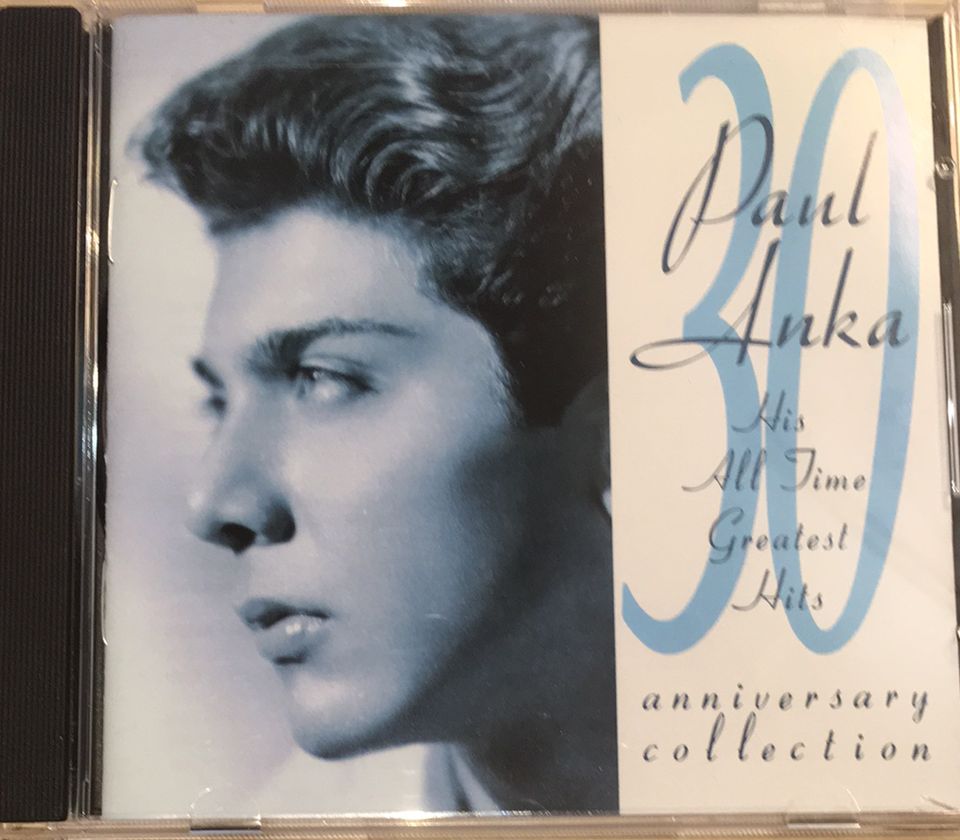 30
Paul
Anka
His
All Time
Greatest
Hits
anniversary
collection